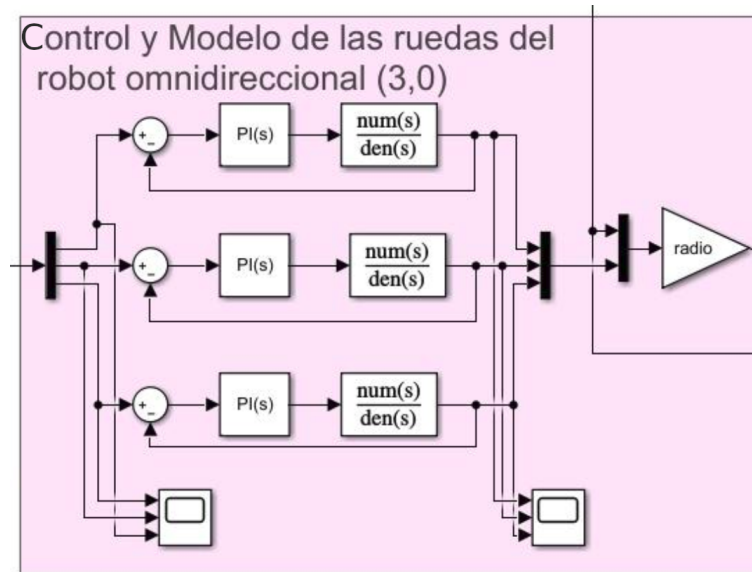 Control y Modelo de las ruedas del
robot omnidireccional (3,0)
+
−
PI(s)
num(s)
den(s)
+
−
PI(s)
num(s)
den(s)
radio
+
−
PI(s)
num(s)
den(s)